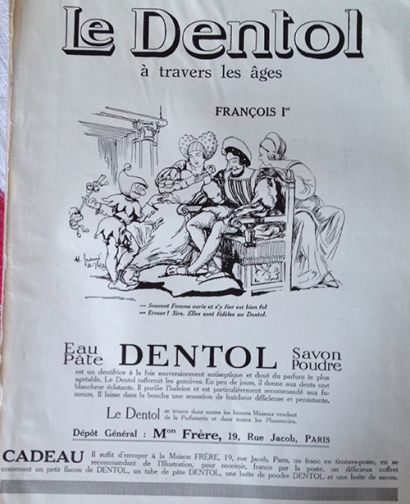 Le Dentol
à travers les âges
FRANÇOIS Ier
— Souvent Femme varie et s'y fier est bien fol
— Erreur! Sire. Elles sont fidèles au Dentol.
Eau Pâte DENTOL Savon Poudre
est un dentifrice à la fois souverainement antiseptique et doué du parfum le plus
agréable. Le Dentol raffermit les gencives. En peu de jours, il donne aux dents une
blancheur éclatante. Il purifie l'haleine et est particulièrement recommandé aux fu-
meurs. Il laisse dans la bouche une sensation de fraîcheur délicieuse et persistante.
Le Dentol se trouve dans toutes les bonnes Maisons vendant
de la Parfumerie et dans toutes les Pharmacies.
Dépôt Général : Mon Frère, 19, Rue Jacob, PARIS
CADEAU Il suffit d'envoyer à la Maison FRÈRE, 19, rue Jacob, Paris, un franc en timbres-poste, en se
recommandant de l'Illustration, pour recevoir, franco par la poste, un délicieux coffret
contenant un petit flacon de DENTOL, un tube de pâte DENTOL, une boîte de poudre DENTOL et une boîte de savon.